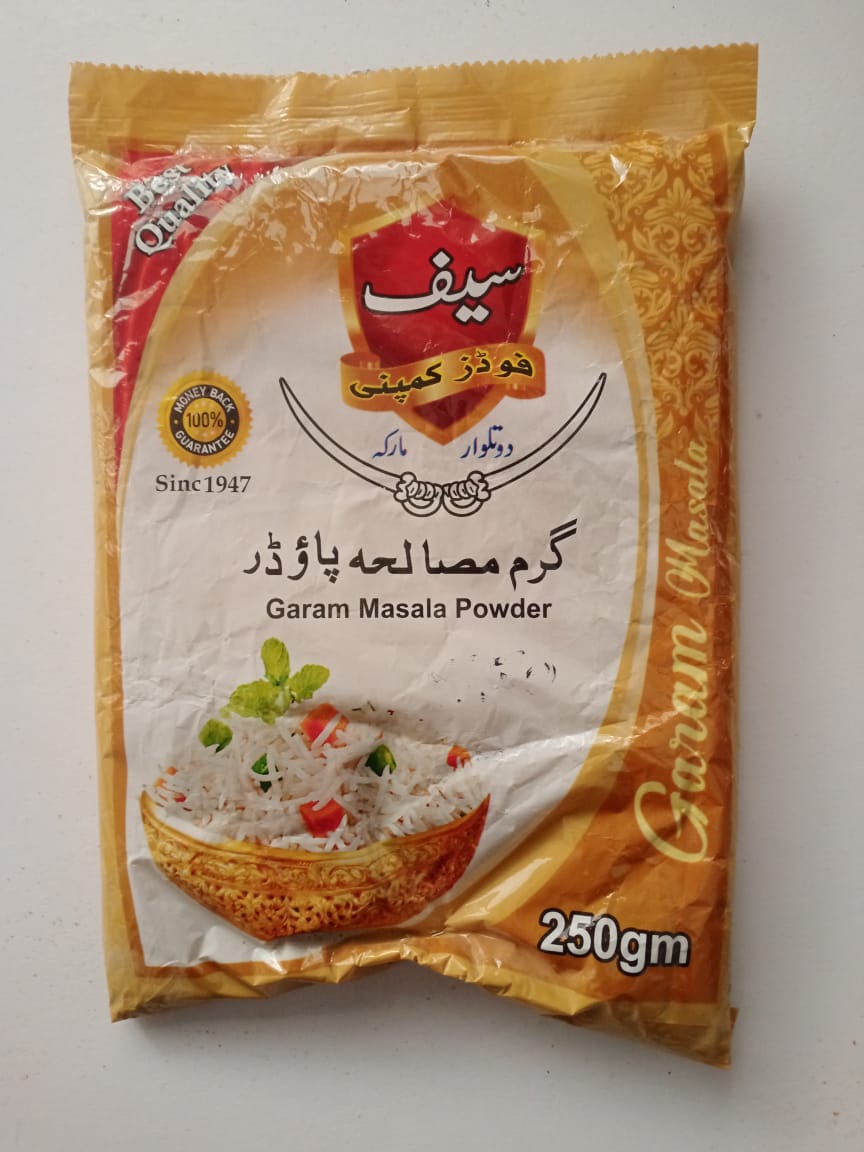 Best
Quality
سیف
فوڈز کمپنی
دوتلوار مارکہ
MONEY BACK
100%
GUARANTEE
Sinc1947
گرم مصالحہ پاؤڈر
Garam Masala Powder
Garam Masala
250gm